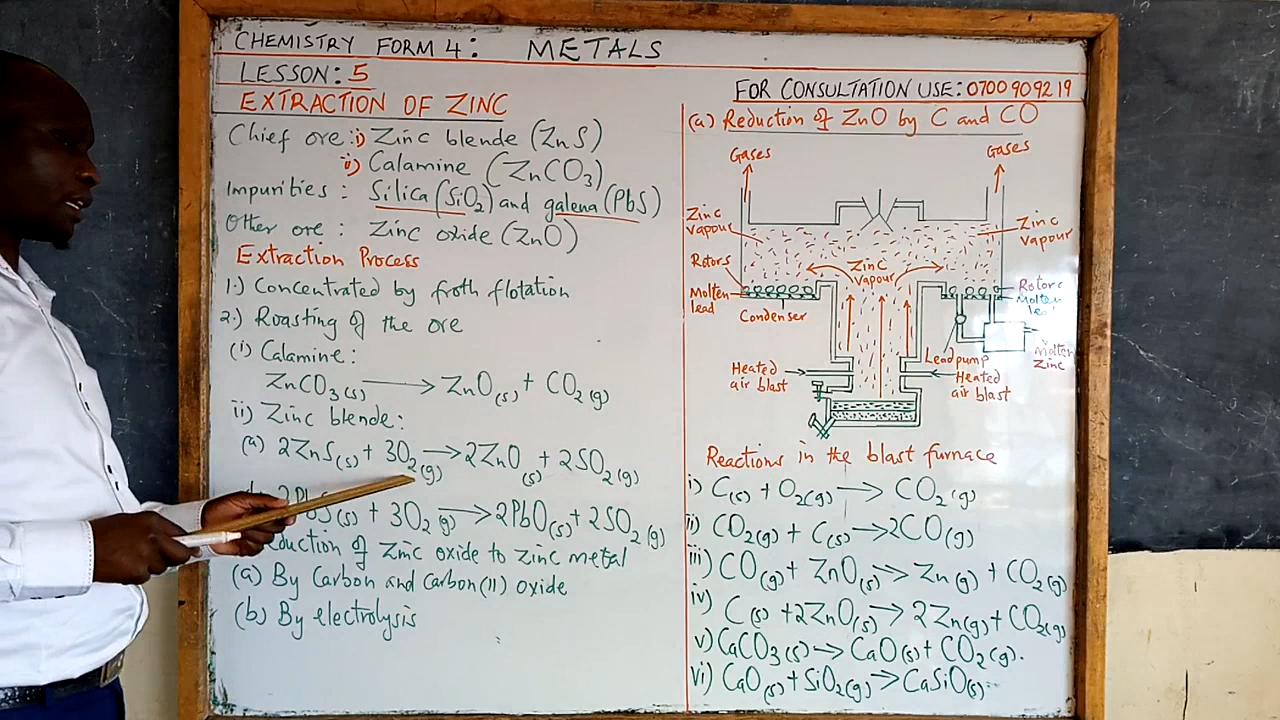 CHEMISTRY FORM 4: METALS
LESSON: 5
EXTRACTION OF ZINC
Chief ore: i) Zinc blende (ZnS)
ii) Calamine (ZnCO3)
Impurities: Silica (SiO2) and galena (PbS)
Other ore: Zinc oxide (ZnO)
Extraction Process
1.) Concentrated by froth flotation
2.) Roasting of the ore
(i) Calamine:
ZnCO3(s) → ZnO(s) + CO2(g)
ii) Zinc blende:
(a) 2ZnS(s) + 3O2(g) → 2ZnO(s) + 2SO2(g)
2PbS(s) + 3O2(g) → 2PbO(s) + 2SO2(g)
of Zinc oxide to zinc metal
(a) By Carbon and carbon(II) oxide
(b) By electrolysis
FOR CONSULTATION USE: 0700 909219
(a) Reduction of ZnO by C and CO
Gases
Gases
Zinc vapour
Zinc vapour
Zinc vapour
Rotors
Molten lead
Condenser
Rotors
Molten
Lead pump
Molten Zinc
Heated air blast
Heated air blast
Reactions in the blast furnace
i) C(s) + O2(g) → CO2(g)
ii) CO2(g) + C(s) → 2CO(g)
iii) CO(g) + ZnO(s) → Zn(g) + CO2(g)
iv) C(s) + 2ZnO(s) → 2Zn(g) + CO2(g)
v) CaCO3(s) → CaO(s) + CO2(g).
vi) CaO(s) + SiO2(g) → CaSiO(s)